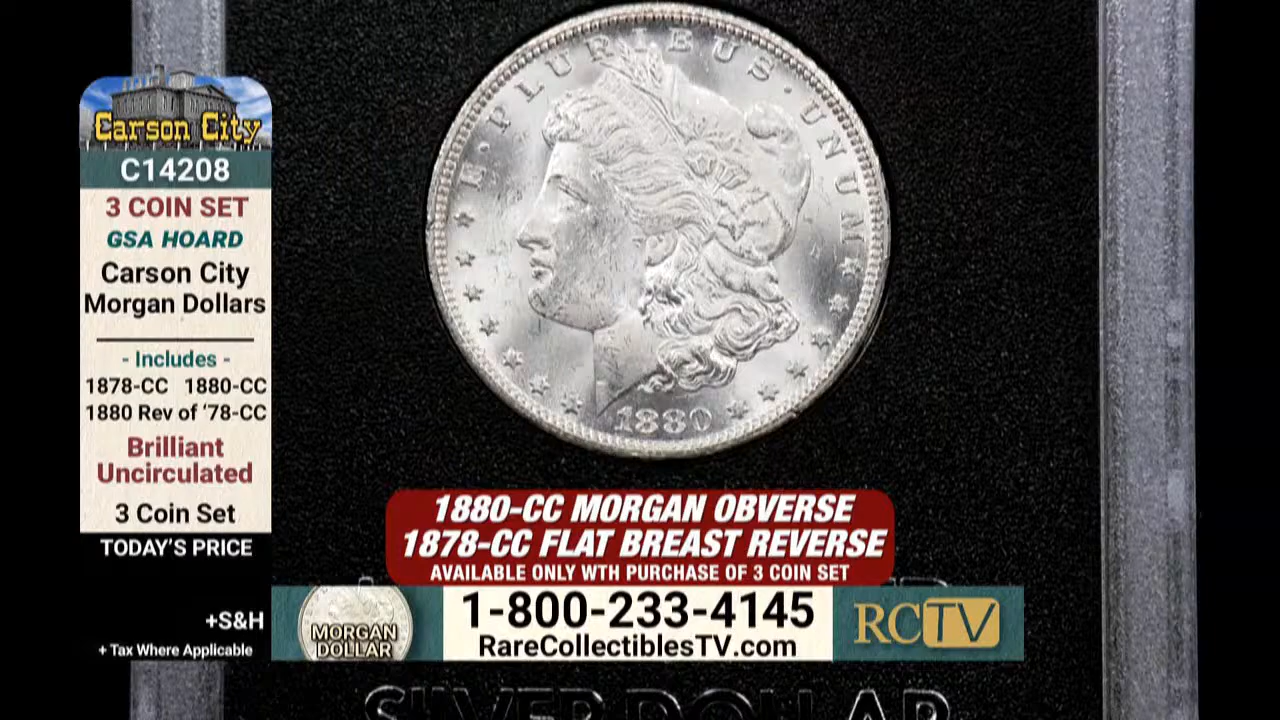 E · PLURIBUS · UNUM
1880
Carson City
C14208
3 COIN SET
GSA HOARD
Carson City
Morgan Dollars
- Includes -
1878-CC 1880-CC
1880 Rev of ‘78-CC
Brilliant
Uncirculated
3 Coin Set
TODAY'S PRICE
+S&H
+ Tax Where Applicable
1880-CC MORGAN OBVERSE
1878-CC FLAT BREAST REVERSE
AVAILABLE ONLY WTH PURCHASE OF 3 COIN SET
MORGAN
DOLLAR
1-800-233-4145
RareCollectiblesTV.com
RCTV
SILVER DOLLAR